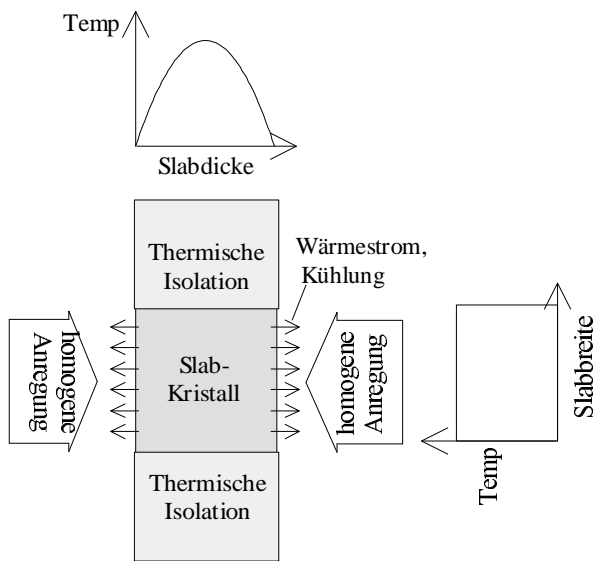 Temp
Slabdicke
Thermische
Isolation
Wärmestrom,
Kühlung
homogene
Anregung
Slab-
Kristall
homogene
Anregung
Slabbreite
Temp
Thermische
Isolation